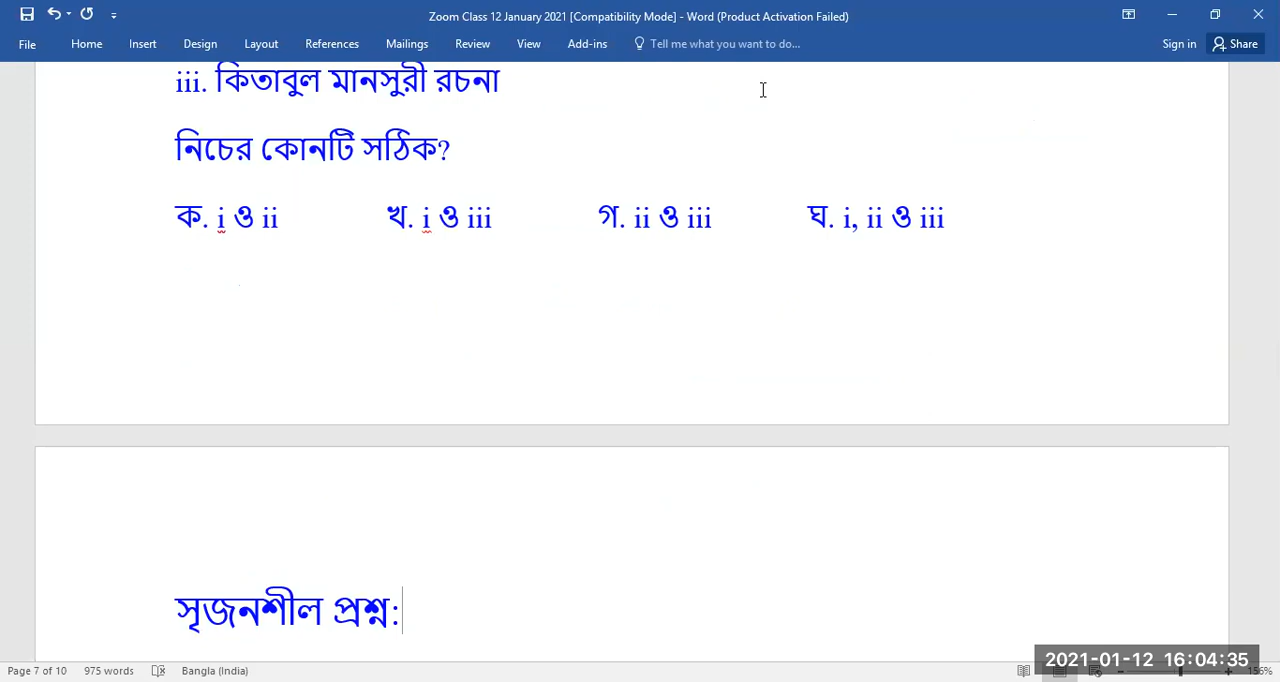 Zoom Class 12 January 2021 [Compatibility Mode] - Word (Product Activation Failed)
File Home Insert Design Layout References Mailings Review View Add-ins Tell me what you want to do... Sign in Share
iii. কিতাবুল মানসুরী রচনা
নিচের কোনটি সঠিক?
ক. i ও ii খ. i ও iii গ. ii ও iii ঘ. i, ii ও iii
সৃজনশীল প্রশ্ন:
Page 7 of 10 975 words Bangla (India) 156%
2021-01-12 16:04:35